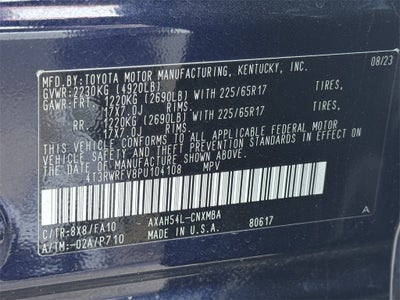 MFD.BY:TOYOTA MOTOR MANUFACTURING, KENTUCKY, INC. 08/23
GVWR:2230KG (4920LB)
GAWR:FRT 1220KG (2690LB) WITH 225/65R17 TIRES,
17X7.0J RIMS
RR 1220KG (2690LB) WITH 225/65R17 TIRES,
17X7.0J RIMS
THIS VEHICLE CONFORMS TO ALL APPLICABLE FEDERAL MOTOR
VEHICLE SAFETY AND THEFT PREVENTION STANDARDS IN
EFFECT ON THE DATE OF MANUFACTURE SHOWN ABOVE.
4T3RWREV8PU104108 MPV
C/TR:8X8/FA10 AXAH54L-CNXMBA A
A/TM:-02A/P710 MADE IN U.S.A. 80617